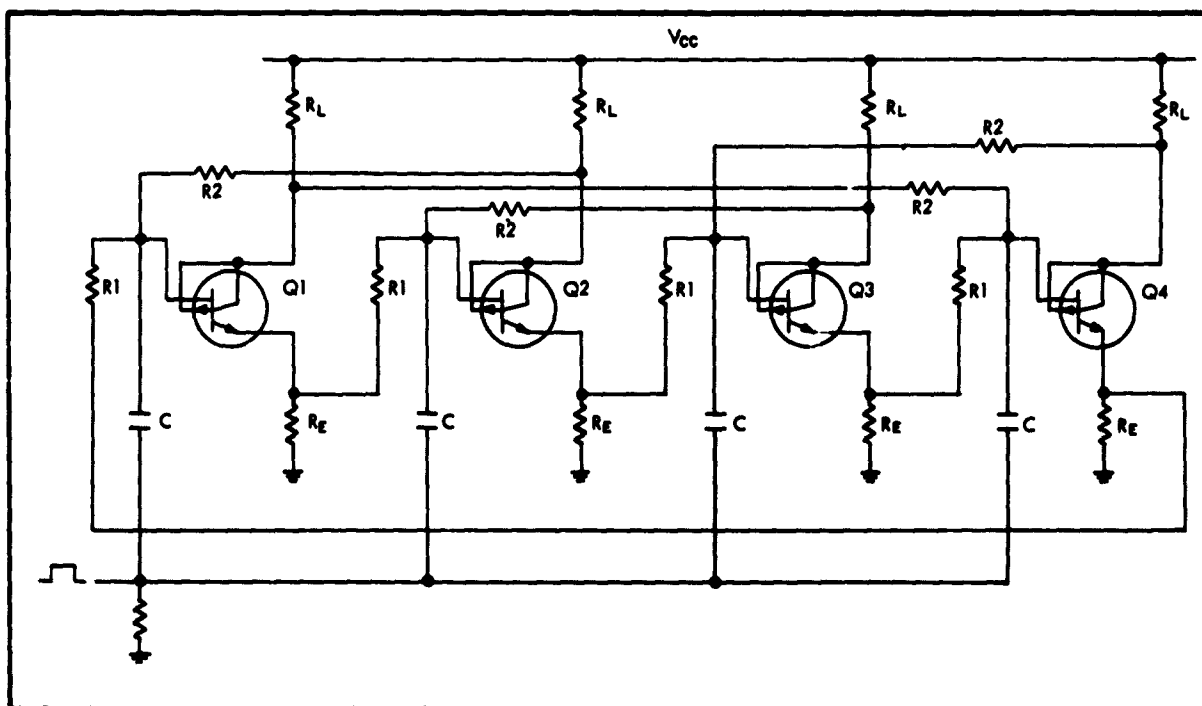 VCC
RL RL RL RL
R2
R2 R2
R2
R1 Q1 R1 Q2 R1 Q3 R1 Q4
C RE C RE C RE C RE